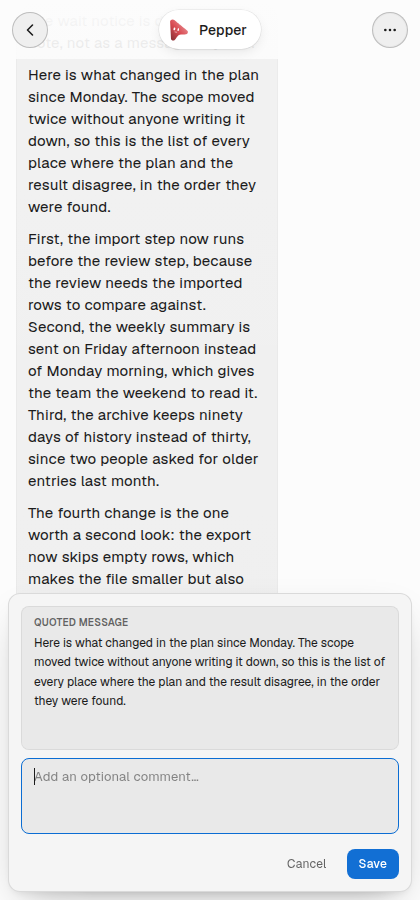 Pepper
Here is what changed in the plan
since Monday. The scope moved
twice without anyone writing it
down, so this is the list of every
place where the plan and the
result disagree, in the order they
were found.
First, the import step now runs
before the review step, because
the review needs the imported
rows to compare against.
Second, the weekly summary is
sent on Friday afternoon instead
of Monday morning, which gives
the team the weekend to read it.
Third, the archive keeps ninety
days of history instead of thirty,
since two people asked for older
entries last month.
The fourth change is the one
worth a second look: the export
now skips empty rows, which
makes the file smaller but also
QUOTED MESSAGE
Here is what changed in the plan since Monday. The scope
moved twice without anyone writing it down, so this is the list of
every place where the plan and the result disagree, in the order
they were found.
Add an optional comment...
Cancel
Save